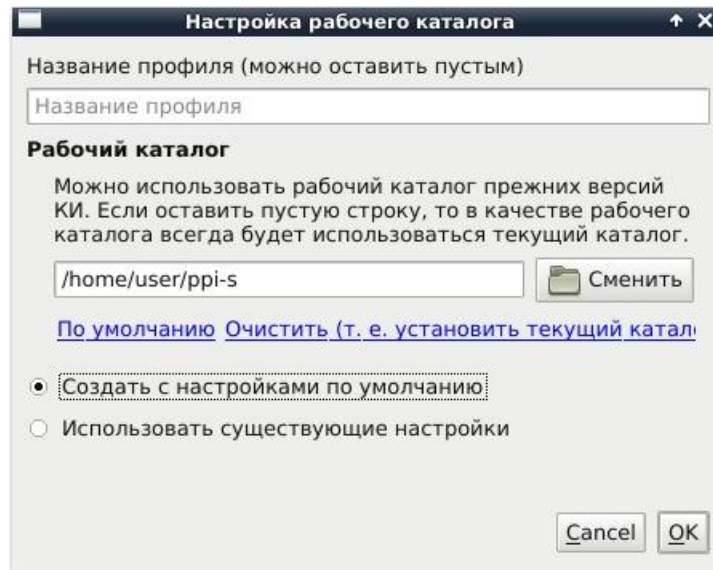 Настройка рабочего каталога
Название профиля (можно оставить пустым)
Название профиля
Рабочий каталог
Можно использовать рабочий каталог прежних версий
КИ. Если оставить пустую строку, то в качестве рабочего
каталога всегда будет использоваться текущий каталог.
/home/user/ppi-s Сменить
По умолчанию Очистить (т. е. установить текущий катал
Создать с настройками по умолчанию
Использовать существующие настройки
Cancel OK